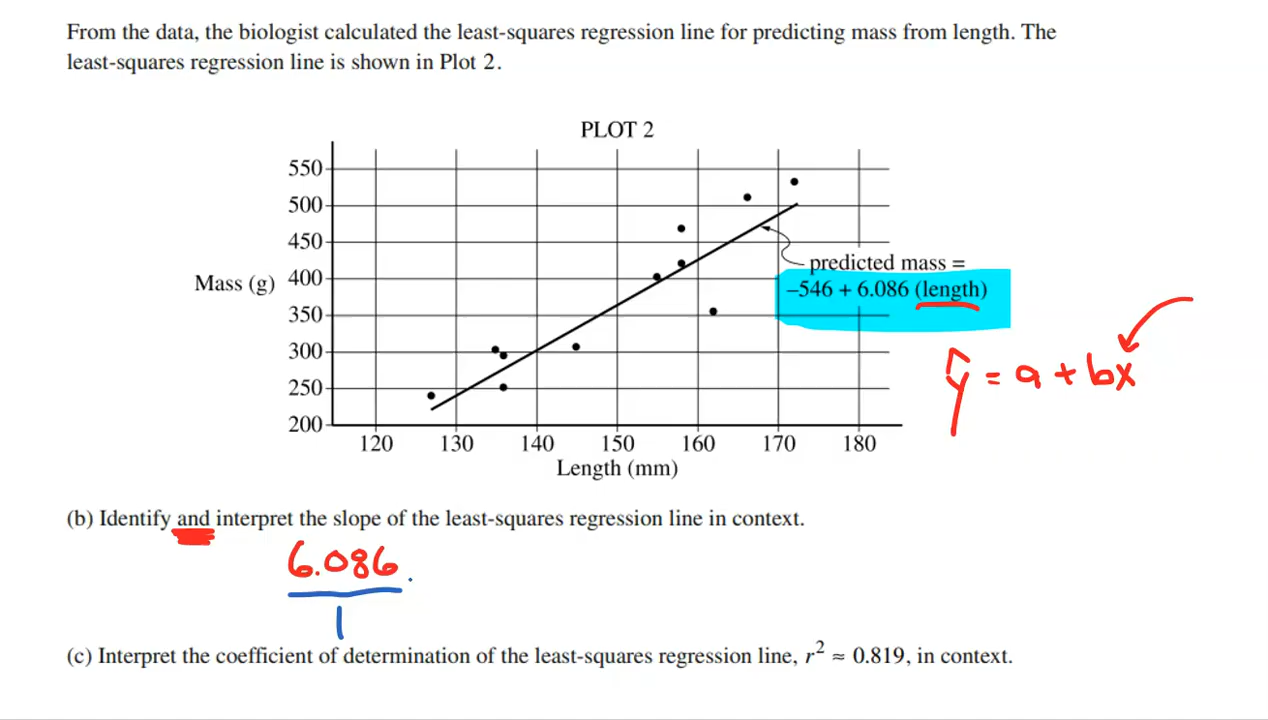 From the data, the biologist calculated the least-squares regression line for predicting mass from length. The
least-squares regression line is shown in Plot 2.
PLOT 2
550
500
450
Mass (g) 400
350
300
250
200
predicted mass =
–546 + 6.086 (length)
ŷ = a + bx
120 130 140 150 160 170 180
Length (mm)
(b) Identify and interpret the slope of the least-squares regression line in context.
6.086
1
(c) Interpret the coefficient of determination of the least-squares regression line, r² ≈ 0.819, in context.